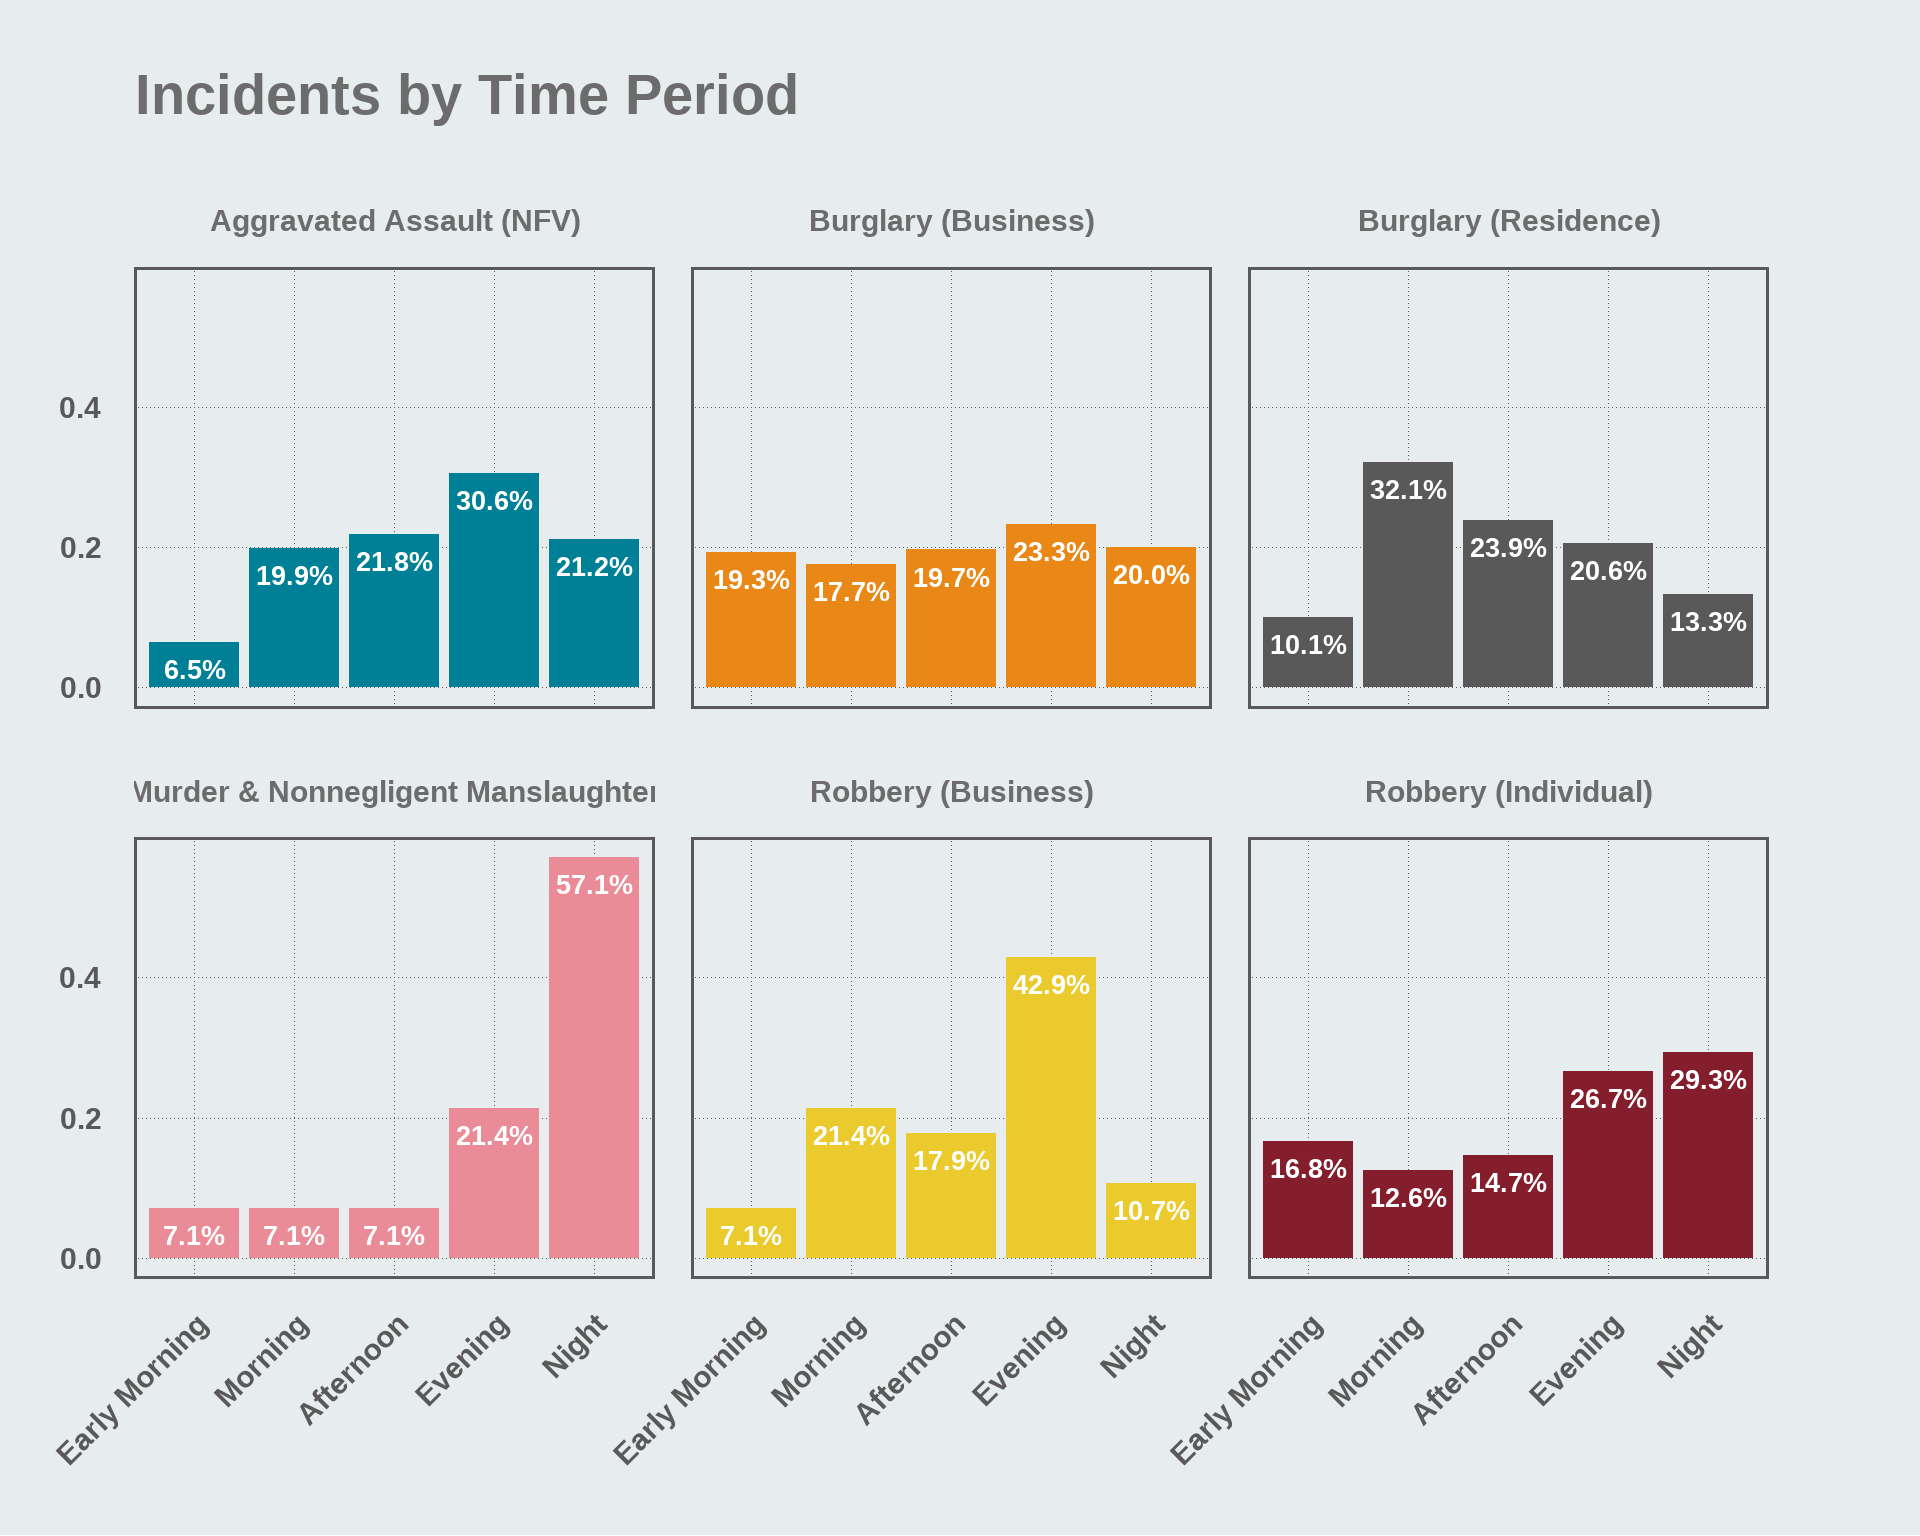 Incidents by Time Period
Aggravated Assault (NFV)
Burglary (Business)
Burglary (Residence)
0.4
0.2
0.0
6.5%
19.9%
21.8%
30.6%
21.2%
19.3%
17.7%
19.7%
23.3%
20.0%
10.1%
32.1%
23.9%
20.6%
13.3%
Murder & Nonnegligent Manslaughter
Robbery (Business)
Robbery (Individual)
0.4
0.2
0.0
7.1%
7.1%
7.1%
21.4%
57.1%
7.1%
21.4%
17.9%
42.9%
10.7%
16.8%
12.6%
14.7%
26.7%
29.3%
Early Morning
Morning
Afternoon
Evening
Night
Early Morning
Morning
Afternoon
Evening
Night
Early Morning
Morning
Afternoon
Evening
Night